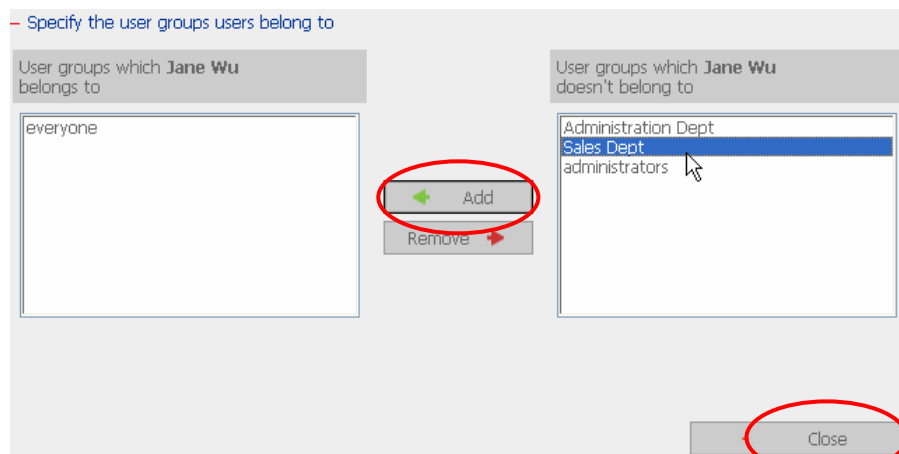 – Specify the user groups users belong to
User groups which Jane Wu
belongs to
everyone
Add
Remove
User groups which Jane Wu
doesn't belong to
Administration Dept
Sales Dept
administrators
Close